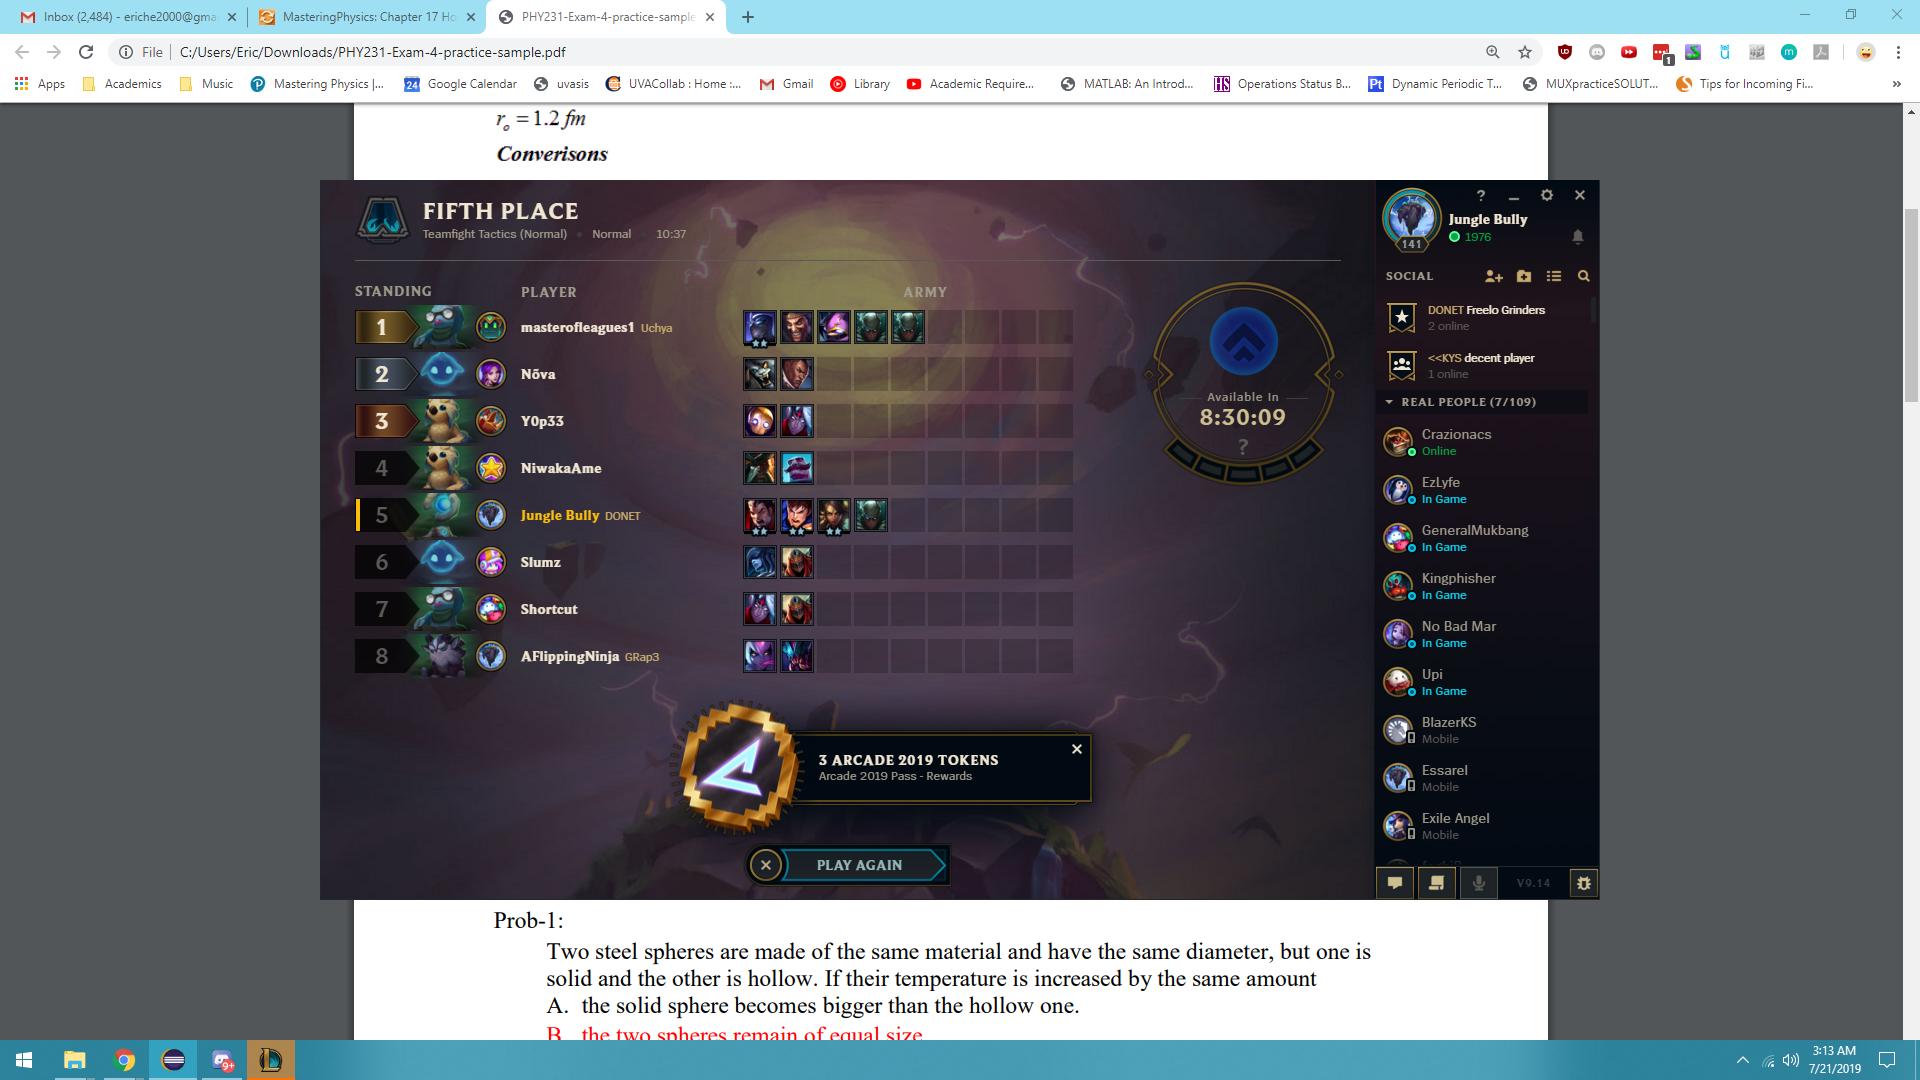 Inbox (2,484) - eriche2000@gma
MasteringPhysics: Chapter 17 Ho
PHY231-Exam-4-practice-sample
File
C:/Users/Eric/Downloads/PHY231-Exam-4-practice-sample.pdf
1
Apps
Academics
Music
Mastering Physics |...
24
Google Calendar
uvasis
UVACollab : Home :...
Gmail
Library
Academic Require...
MATLAB: An Introd...
HS
Operations Status B...
Pt
Dynamic Periodic T...
MUXpracticeSOLUT...
Tips for Incoming Fi...
»
r_o = 1.2 fm
Converisons
FIFTH PLACE
Teamfight Tactics (Normal) • Normal 10:37
STANDING
PLAYER
ARMY
1 masterofleagues1 Uchya
2 Nõva
3 Y0p33
4 NiwakaAme
5 Jungle Bully DONET
6 Slumz
7 Shortcut
8 AFlippingNinja GRap3
Available In
8:30:09
?
3 ARCADE 2019 TOKENS
Arcade 2019 Pass - Rewards
PLAY AGAIN
?
Jungle Bully
1976
141
SOCIAL
DONET Freelo Grinders
2 online
<<KYS decent player
1 online
REAL PEOPLE (7/109)
Crazionacs
Online
EzLyfe
In Game
GeneralMukbang
In Game
Kingphisher
In Game
No Bad Mar
In Game
Upi
In Game
BlazerKS
Mobile
Essarel
Mobile
Exile Angel
Mobile
V9.14
Prob-1:
Two steel spheres are made of the same material and have the same diameter, but one is
solid and the other is hollow. If their temperature is increased by the same amount
A. the solid sphere becomes bigger than the hollow one.
B. the two spheres remain of equal size
9+
3:13 AM
7/21/2019